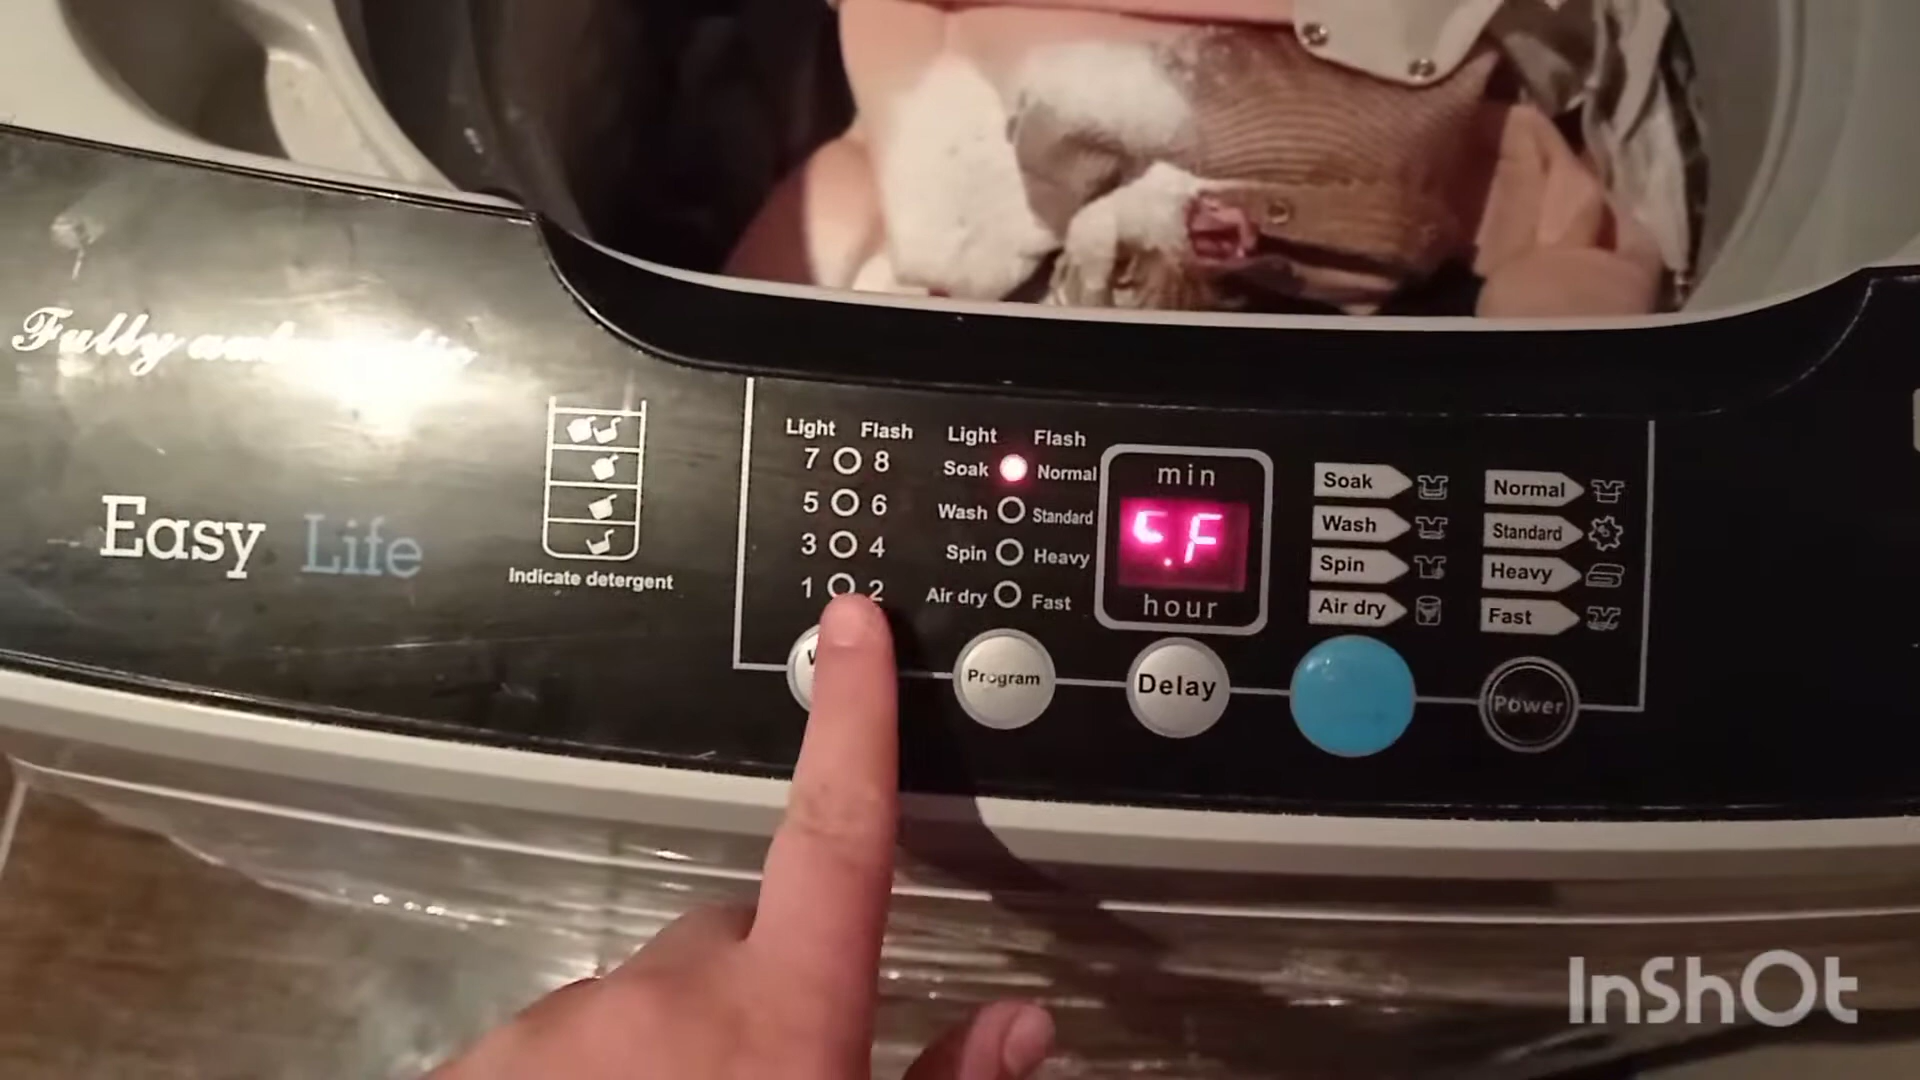 Fully automatic
Easy Life
Indicate detergent
Light Flash
7 8
5 6
3 4
1 2
Light Flash
Soak Normal
Wash Standard
Spin Heavy
Air dry Fast
min
hour
Soak
Wash
Spin
Air dry
Normal
Standard
Heavy
Fast
Program
Delay
Power
InShOt